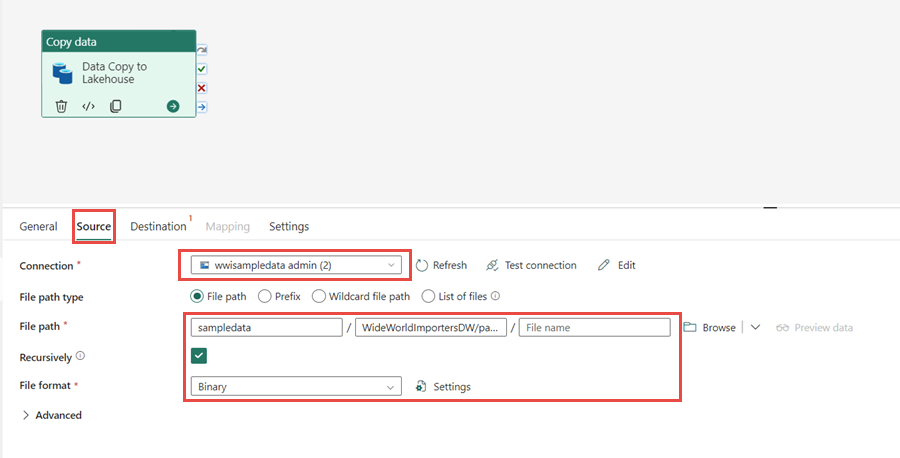 Copy data
Data Copy to
Lakehouse
General Source Destination 1 Mapping Settings
Connection * wwisampledata admin (2) Refresh Test connection Edit
File path type File path Prefix Wildcard file path List of files
File path * sampledata / WideWorldImportersDW/pa... / File name Browse Preview data
Recursively
File format * Binary Settings
Advanced